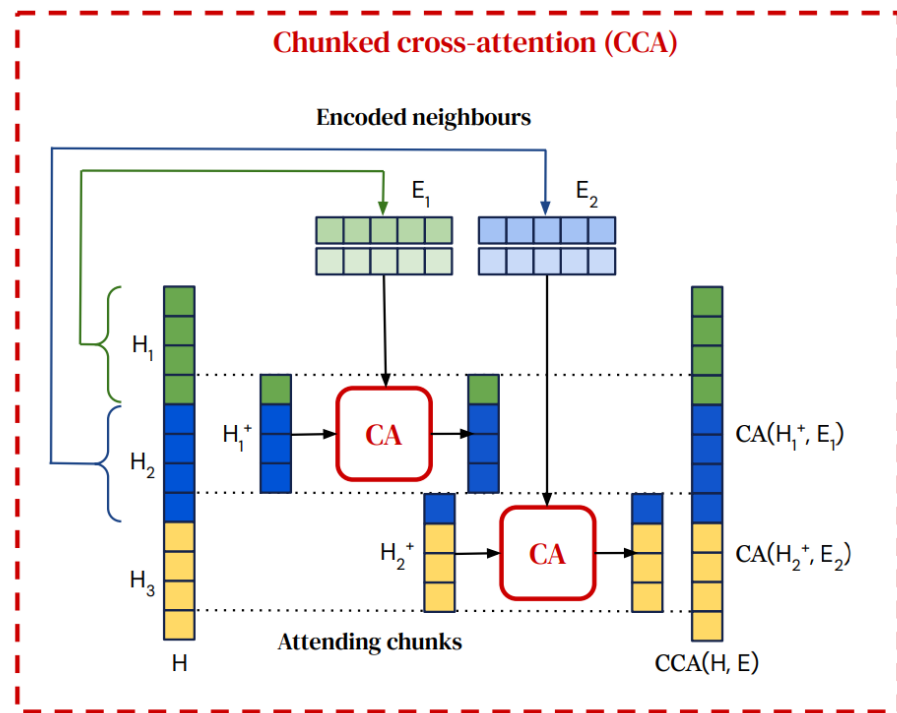 Chunked cross-attention (CCA)
Encoded neighbours
E₁
E₂
H₁
H₁⁺
CA
CA(H₁⁺, E₁)
H₂
H₂⁺
CA
CA(H₂⁺, E₂)
H₃
Attending chunks
H
CCA(H, E)